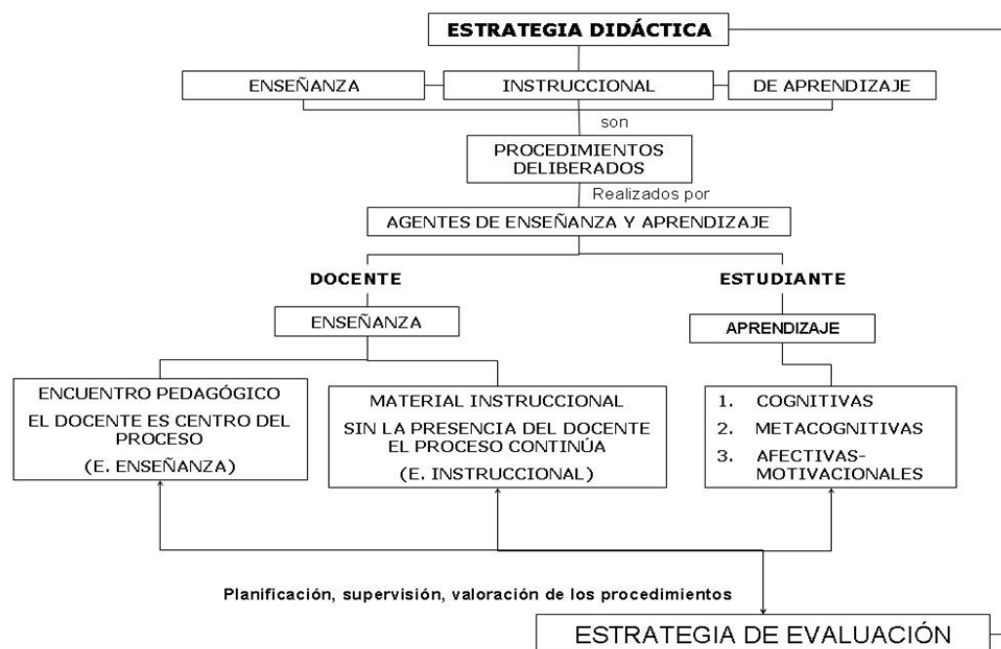 ESTRATEGIA DIDÁCTICA
ENSEÑANZA
INSTRUCCIONAL
DE APRENDIZAJE
son
PROCEDIMIENTOS
DELIBERADOS
Realizados por
AGENTES DE ENSEÑANZA Y APRENDIZAJE
DOCENTE
ESTUDIANTE
ENSEÑANZA
APRENDIZAJE
ENCUENTRO PEDAGÓGICO
EL DOCENTE ES CENTRO DEL
PROCESO
(E. ENSEÑANZA)
MATERIAL INSTRUCCIONAL
SIN LA PRESENCIA DEL DOCENTE
EL PROCESO CONTINÚA
(E. INSTRUCCIONAL)
1. COGNITIVAS
2. METACOGNITIVAS
3. AFECTIVAS-
MOTIVACIONALES
Planificación, supervisión, valoración de los procedimientos
ESTRATEGIA DE EVALUACIÓN